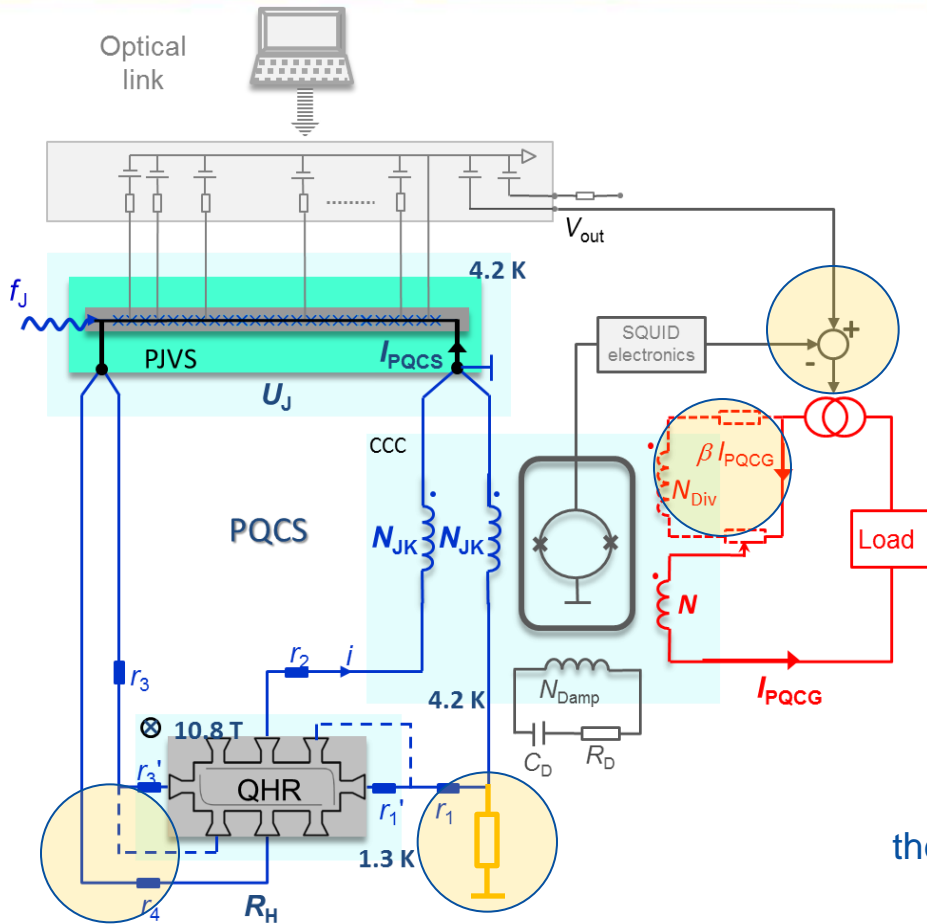 Optical
link
V_out
4.2 K
f_J
PJVS
I_PQCS
U_J
SQUID
electronics
+
-
CCC
β I_PQCG
N_Div
PQCS
N_JK
N_JK
Load
N
r_2
i
r_3
4.2 K
N_Damp
I_PQCG
C_D
R_D
10.8 T
r_3'
QHR
r_1'
r_1
1.3 K
r_4
R_H
the